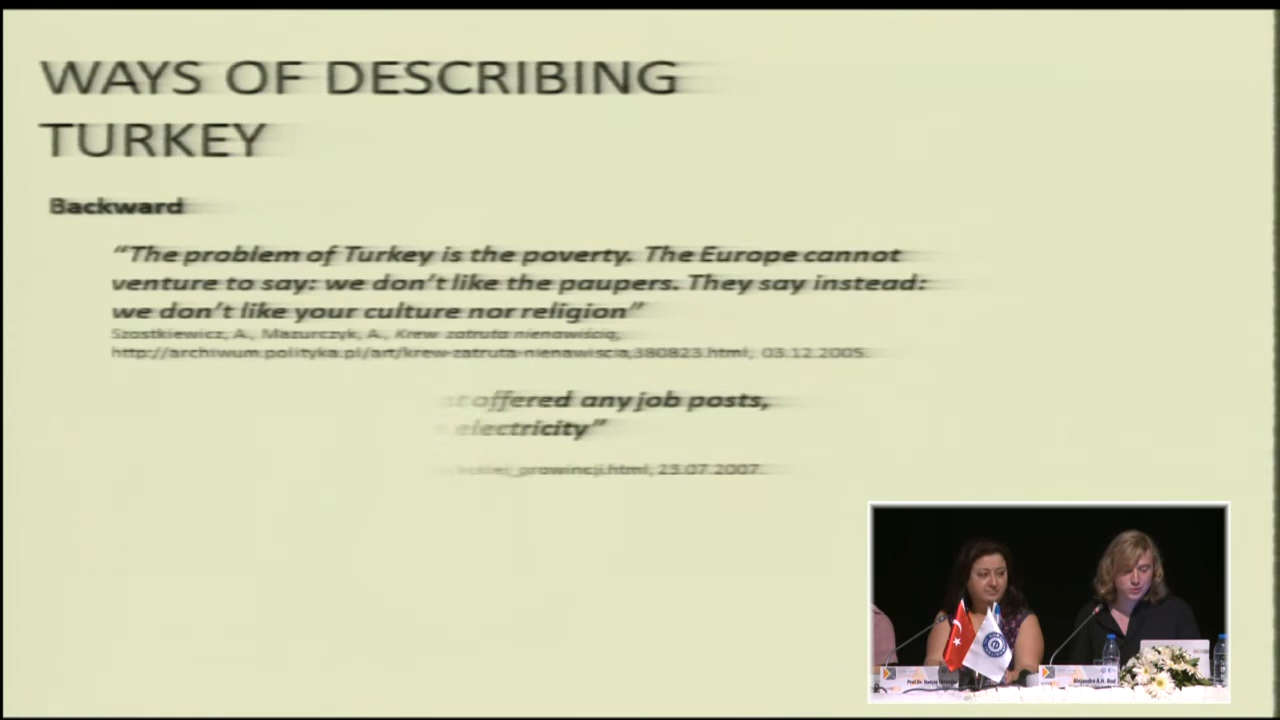 WAYS OF DESCRIBING
TURKEY
Backward
“The problem of Turkey is the poverty. The Europe cannot
venture to say: we don’t like the paupers. They say instead:
we don’t like your culture nor religion”
Szostkiewicz, A., Mazurczyk, A., Krew zatruta nienawiścią,
http://archiwum.polityka.pl/art/krew-zatruta-nienawiscia,380823.html, 03.12.2005.
offered any job posts,
electricity”
prowincji.html, 23.07.2007.
Prof.Dr.
Alejandro A.H.